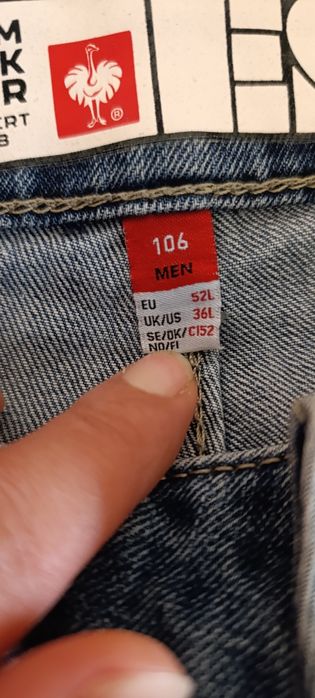 M
K
R
ERT
B
®
106
MEN
EU 52L
UK/US 36L
SE/DK/ C152
NO/FI